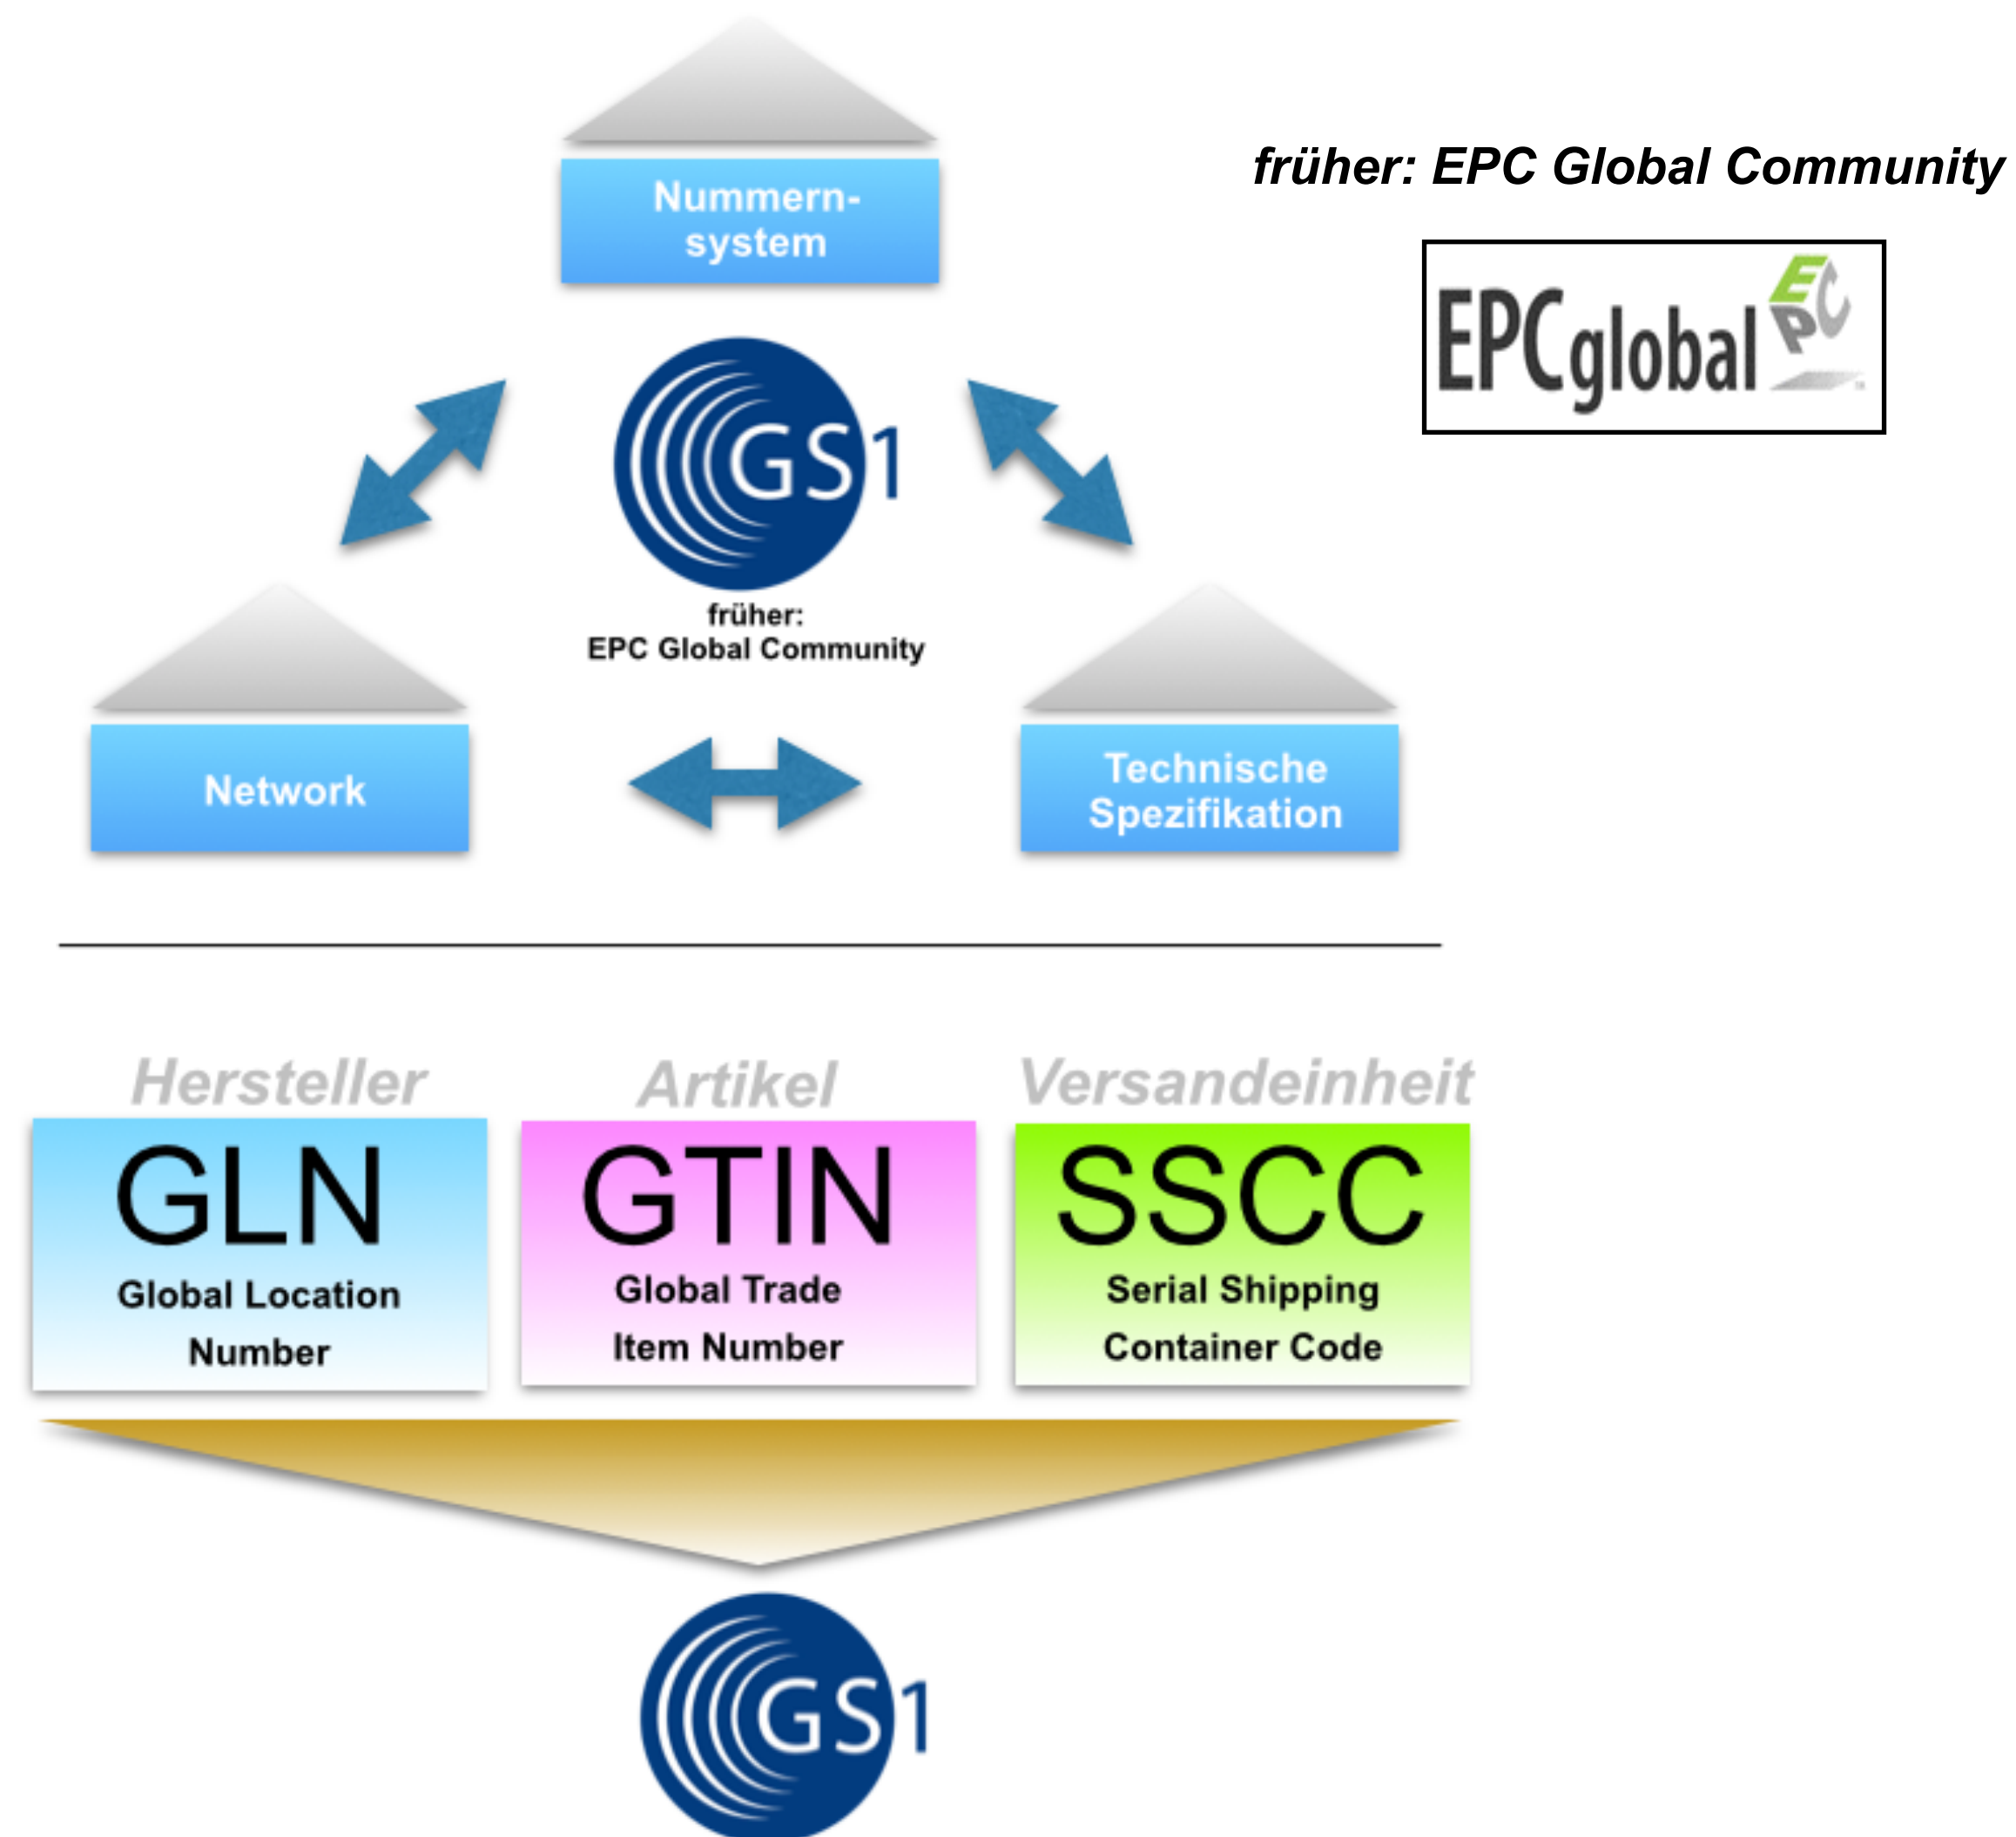 Nummern-
system
früher: EPC Global Community
EPCglobal
EPC
GS1
früher:
EPC Global Community
Network
Technische
Spezifikation
Hersteller
Artikel
Versandeinheit
GLN
Global Location
Number
GTIN
Global Trade
Item Number
SSCC
Serial Shipping
Container Code
GS1